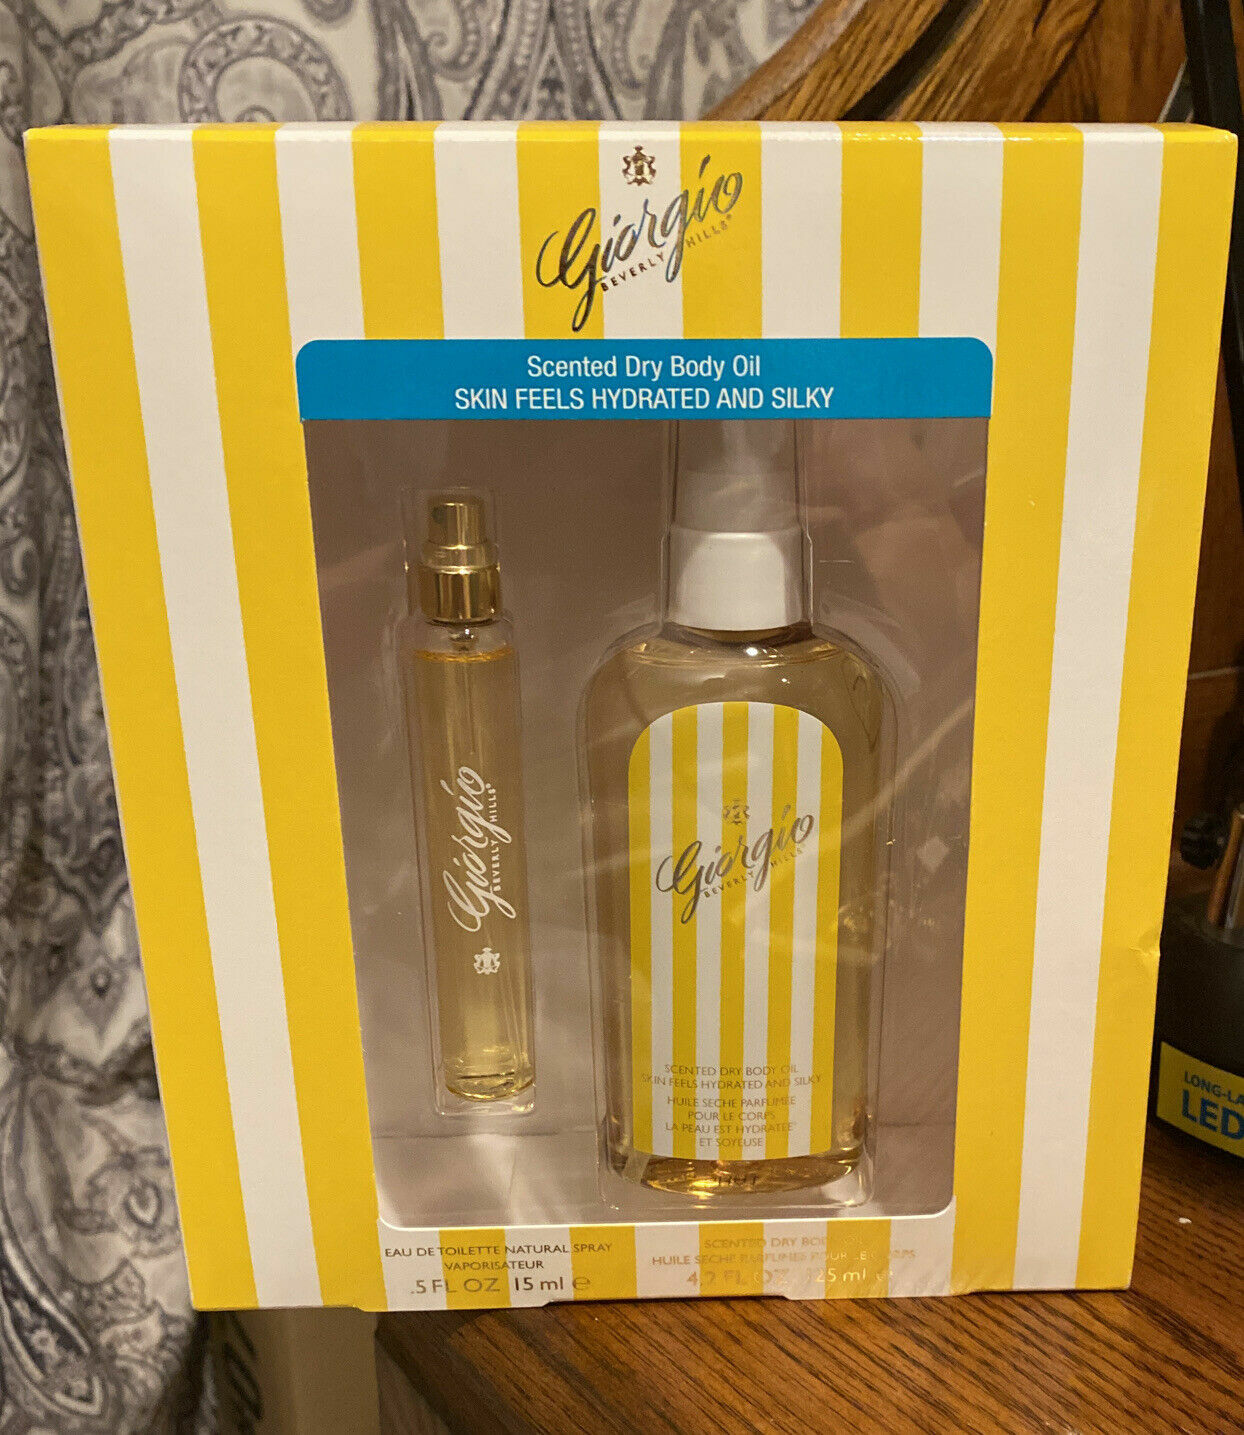 Giorgio
BEVERLY HILLS®
Scented Dry Body Oil
SKIN FEELS HYDRATED AND SILKY
Giorgio
BEVERLY HILLS®
Giorgio
BEVERLY HILLS
SCENTED DRY BODY OIL
SKIN FEELS HYDRATED AND SILKY
HUILE SECHE PARFUMEE
POUR LE CORPS
LA PEAU EST HYDRATEE
ET SOYEUSE
EAU DE TOILETTE NATURAL SPRAY
VAPORISATEUR
.5 FL OZ 15 ml e
SCENTED DRY BODY OIL
HUILE SECHE PARFUMEE POUR LE CORPS
4.2 FL OZ 125 ml e
LED